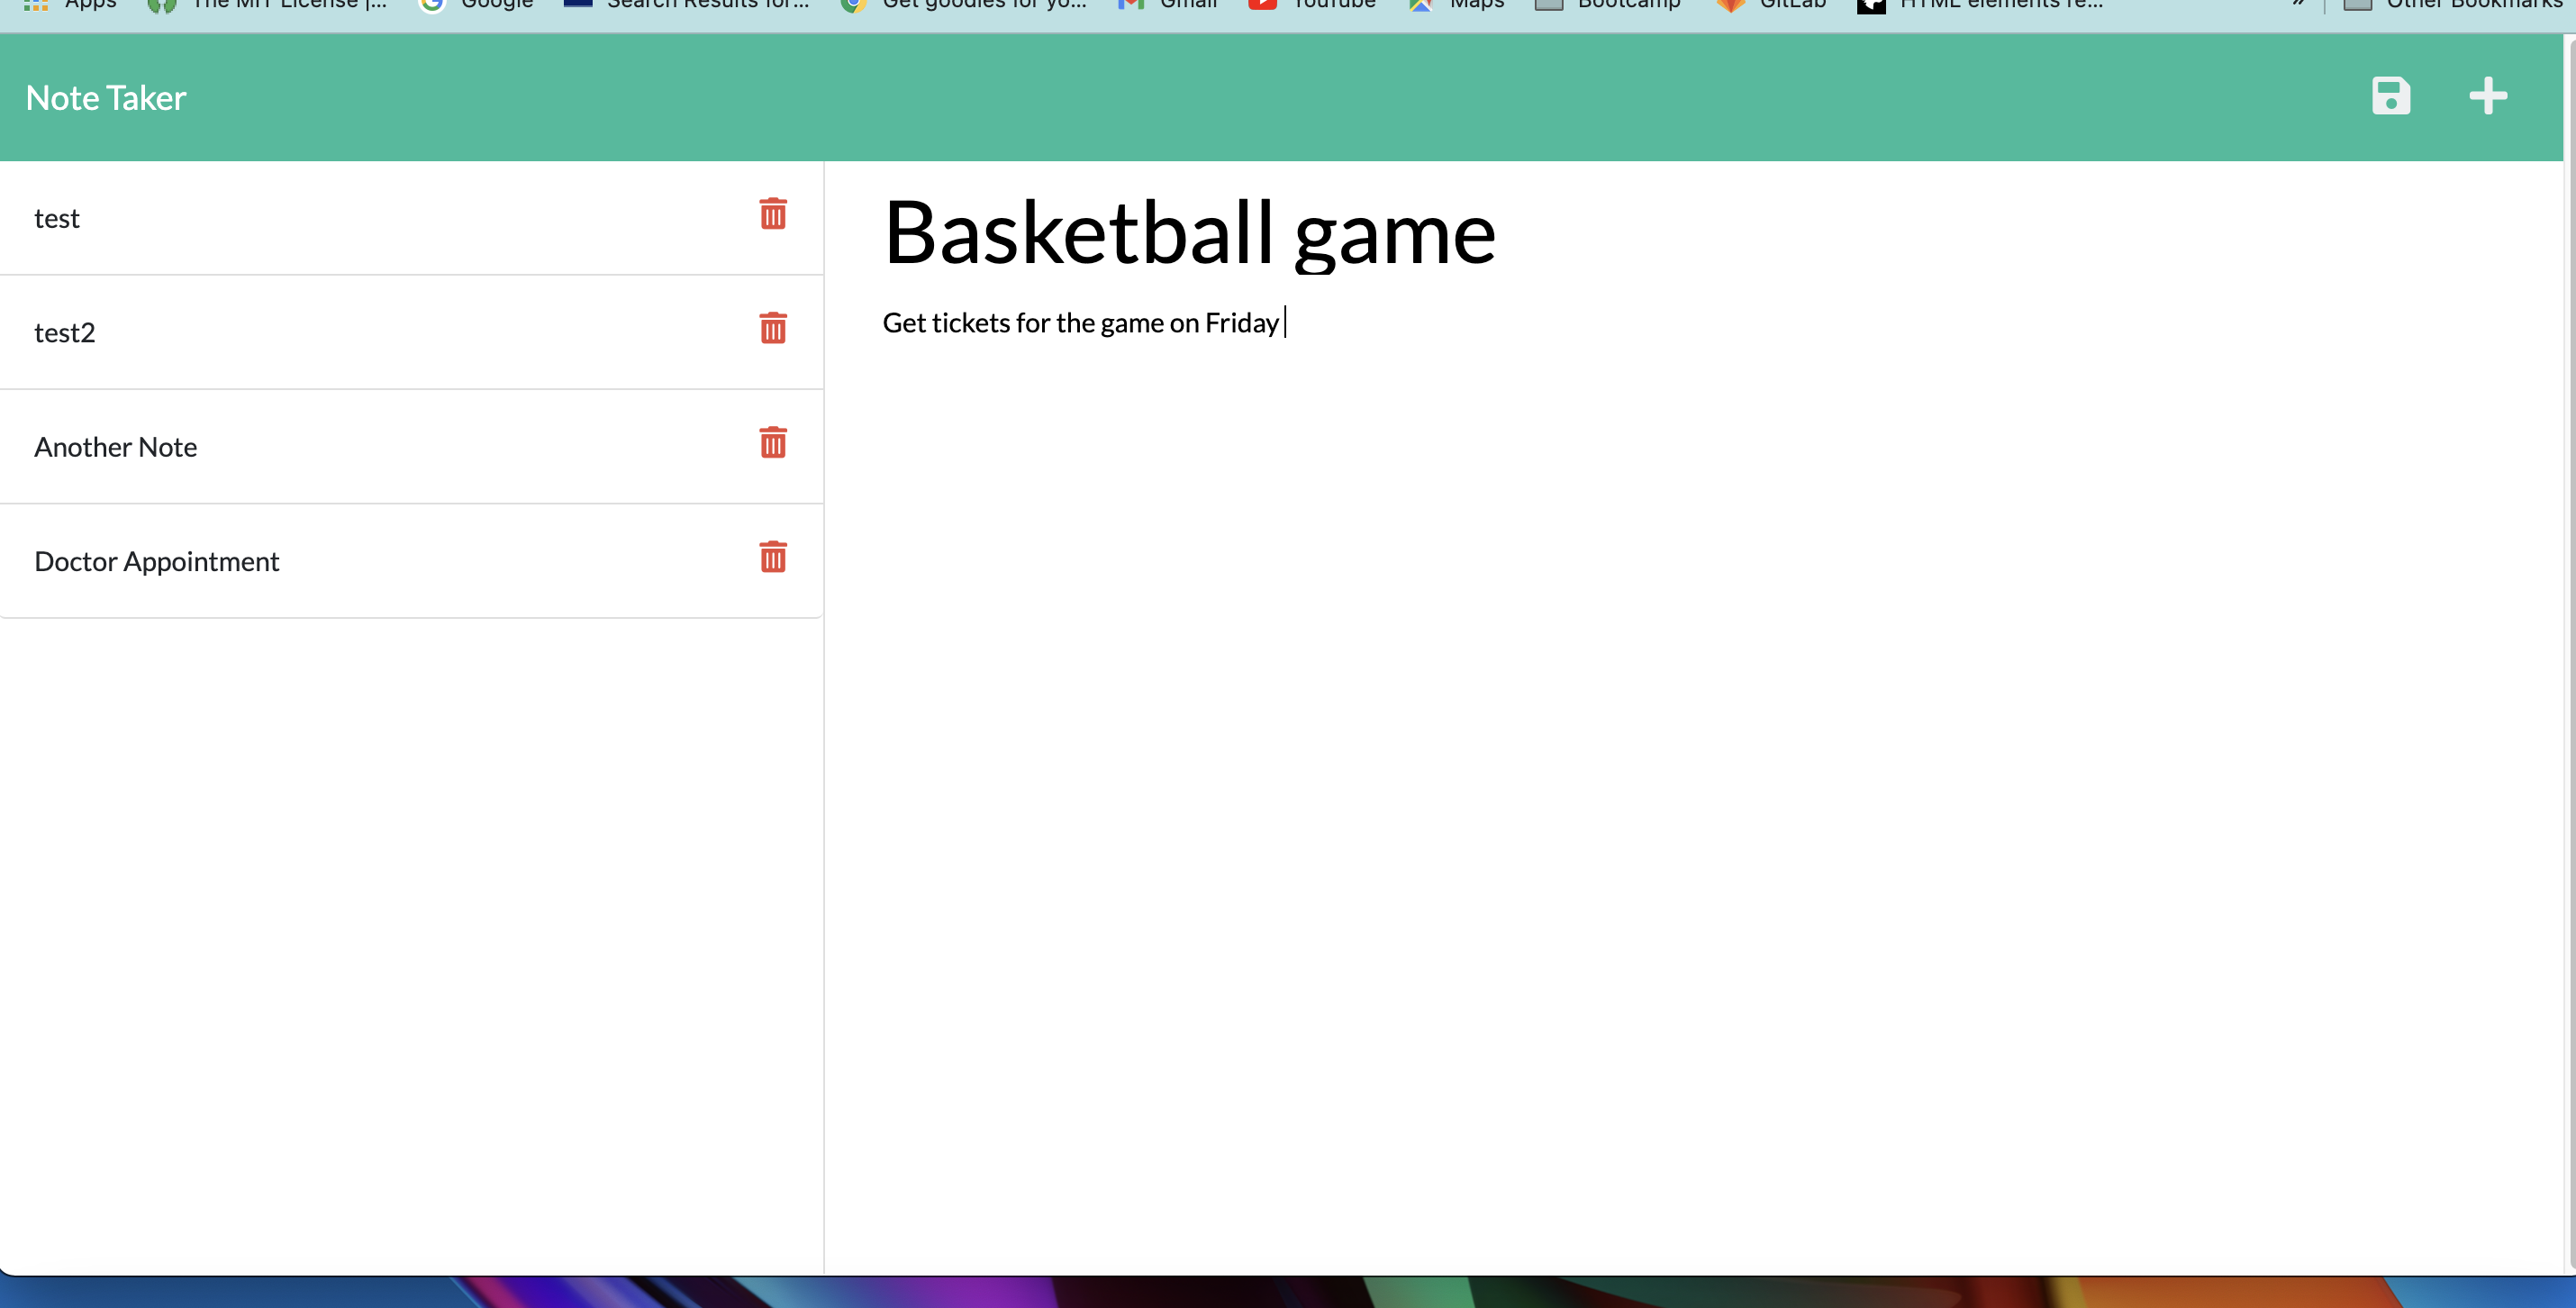 Apps The MIT License |... Google Search Results for... Get goodies for yo... Gmail YouTube Maps Bootcamp GitLab HTML elements re... » Other Bookmarks
Note Taker
test
test2
Another Note
Doctor Appointment
Basketball game
Get tickets for the game on Friday